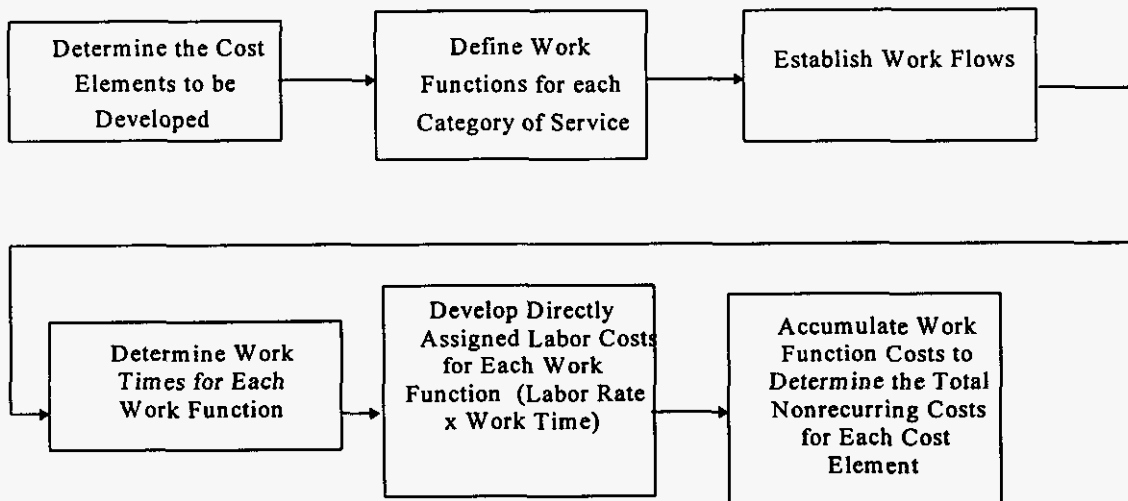 Determine the Cost
Elements to be
Developed
Define Work
Functions for each
Category of Service
Establish Work Flows
Determine Work
Times for Each
Work Function
Develop Directly
Assigned Labor Costs
for Each Work
Function (Labor Rate
x Work Time)
Accumulate Work
Function Costs to
Determine the Total
Nonrecurring Costs
for Each Cost
Element